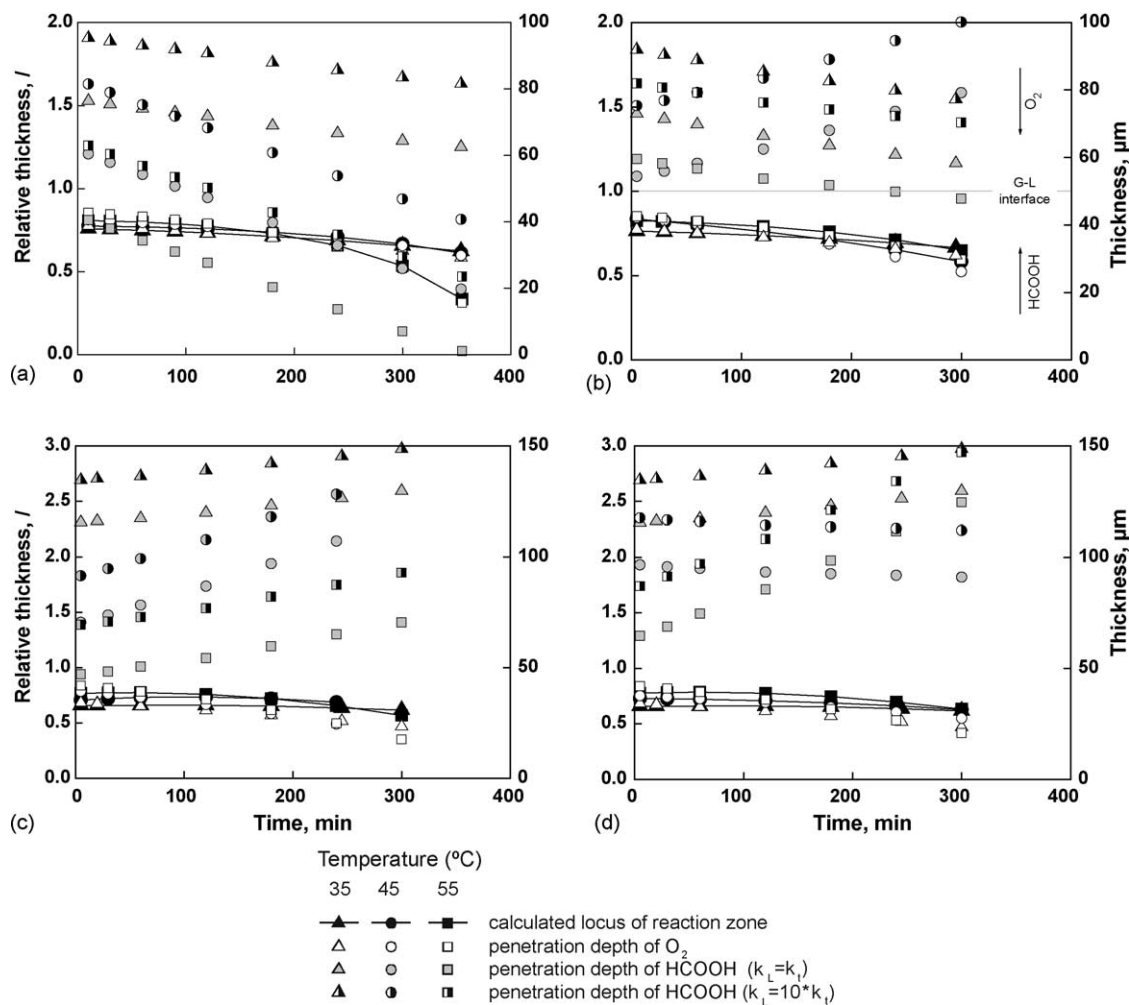 2.0
1.5
1.0
0.5
0.0
Relative thickness, l
100
80
60
40
20
0
0 100 200 300 400
(a)
2.0
1.5
1.0
0.5
0.0
100
80
60
40
20
0
Thickness, µm
O2
G-L
interface
HCOOH
0 100 200 300 400
(b)
3.0
2.5
2.0
1.5
1.0
0.5
0.0
Relative thickness, l
150
100
50
0
0 100 200 300 400
(c)
Time, min
3.0
2.5
2.0
1.5
1.0
0.5
0.0
150
100
50
0
Thickness, µm
0 100 200 300 400
(d)
Time, min
Temperature (ºC)
35 45 55
calculated locus of reaction zone
penetration depth of O2
penetration depth of HCOOH (kL=kt)
penetration depth of HCOOH (kL=10*kt)